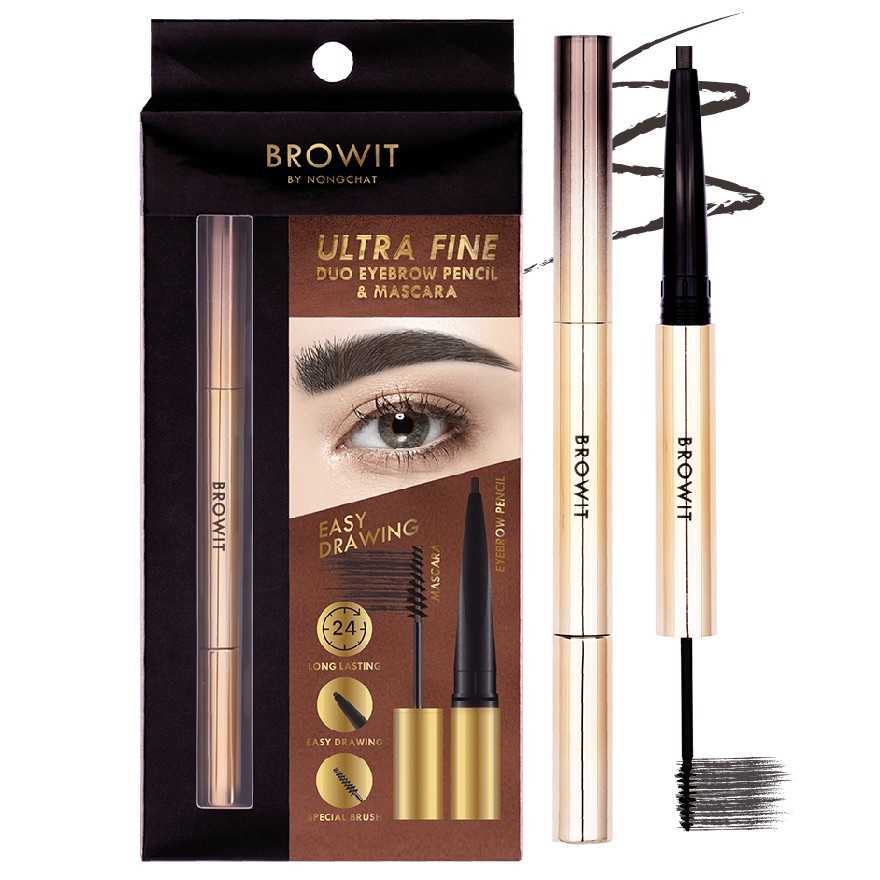 BROWIT
BY NONGCHAT
ULTRA FINE
DUO EYEBROW PENCIL
& MASCARA
BROWIT
EASY
DRAWING
MASCARA
EYEBROW PENCIL
24
LONG LASTING
EASY DRAWING
SPECIAL BRUSH
BROWIT
BROWIT